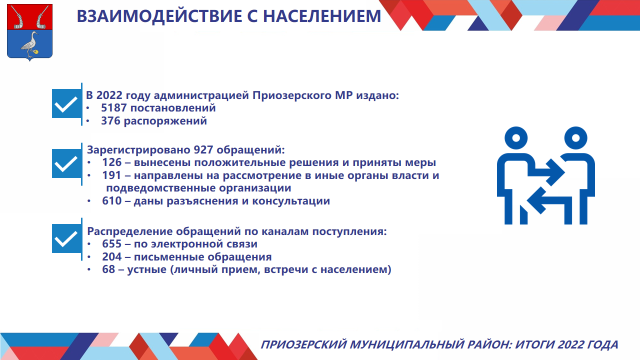 ВЗАИМОДЕЙСТВИЕ С НАСЕЛЕНИЕМ
В 2022 году администрацией Приозерского МР издано:
• 5187 постановлений
• 376 распоряжений
Зарегистрировано 927 обращений:
• 126 – вынесены положительные решения и приняты меры
• 191 – направлены на рассмотрение в иные органы власти и
подведомственные организации
• 610 – даны разъяснения и консультации
Распределение обращений по каналам поступления:
• 655 – по электронной связи
• 204 – письменные обращения
• 68 – устные (личный прием, встречи с населением)
ПРИОЗЕРСКИЙ МУНИЦИПАЛЬНЫЙ РАЙОН: ИТОГИ 2022 ГОДА